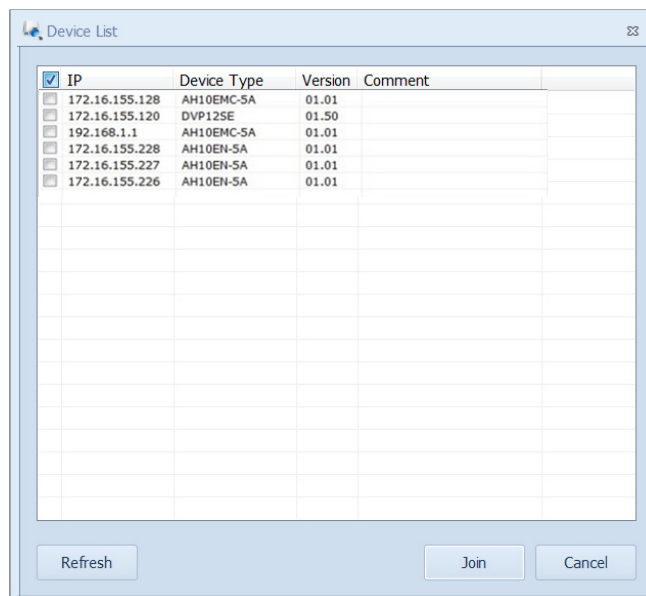 Device List
IP Device Type Version Comment
172.16.155.128 AH10EMC-5A 01.01
172.16.155.120 DVP12SE 01.50
192.168.1.1 AH10EMC-5A 01.01
172.16.155.228 AH10EN-5A 01.01
172.16.155.227 AH10EN-5A 01.01
172.16.155.226 AH10EN-5A 01.01
Refresh Join Cancel